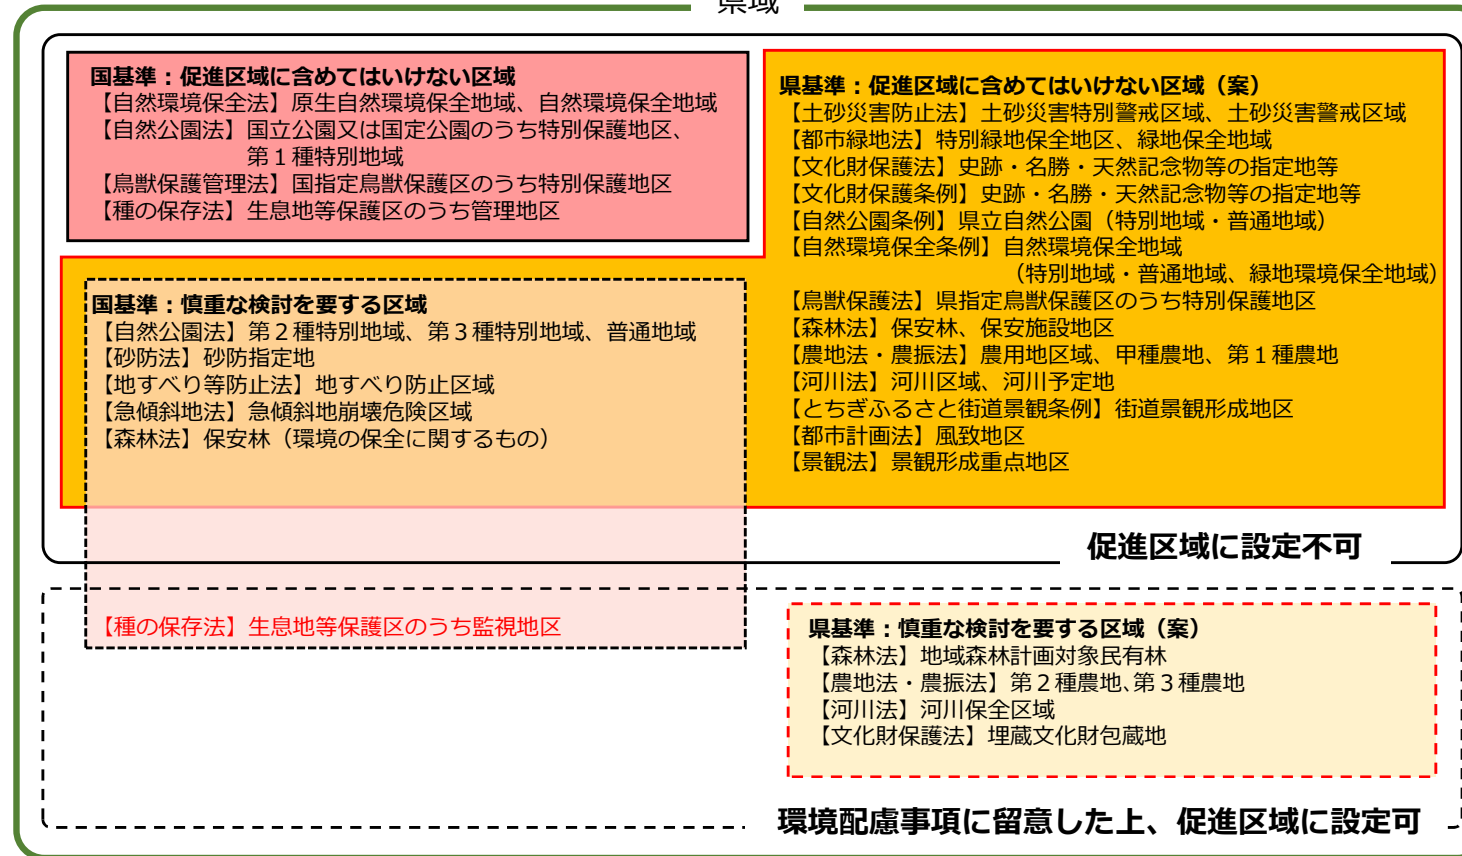 県域
国基準：促進区域に含めてはいけない区域
【自然環境保全法】原生自然環境保全地域、自然環境保全地域
【自然公園法】国立公園又は国定公園のうち特別保護地区、
第１種特別地域
【鳥獣保護管理法】国指定鳥獣保護区のうち特別保護地区
【種の保存法】生息地等保護区のうち管理地区
県基準：促進区域に含めてはいけない区域（案）
【土砂災害防止法】土砂災害特別警戒区域、土砂災害警戒区域
【都市緑地法】特別緑地保全地区、緑地保全地域
【文化財保護法】史跡・名勝・天然記念物等の指定地等
【文化財保護条例】史跡・名勝・天然記念物等の指定地等
【自然公園条例】県立自然公園（特別地域・普通地域）
【自然環境保全条例】自然環境保全地域
（特別地域・普通地域、緑地環境保全地域）
【鳥獣保護法】県指定鳥獣保護区のうち特別保護地区
【森林法】保安林、保安施設地区
【農地法・農振法】農用地区域、甲種農地、第１種農地
【河川法】河川区域、河川予定地
【とちぎふるさと街道景観条例】街道景観形成地区
【都市計画法】風致地区
【景観法】景観形成重点地区
国基準：慎重な検討を要する区域
【自然公園法】第２種特別地域、第３種特別地域、普通地域
【砂防法】砂防指定地
【地すべり等防止法】地すべり防止区域
【急傾斜地法】急傾斜地崩壊危険区域
【森林法】保安林（環境の保全に関するもの）
促進区域に設定不可
【種の保存法】生息地等保護区のうち監視地区
県基準：慎重な検討を要する区域（案）
【森林法】地域森林計画対象民有林
【農地法・農振法】第２種農地、第３種農地
【河川法】河川保全区域
【文化財保護法】埋蔵文化財包蔵地
環境配慮事項に留意した上、促進区域に設定可